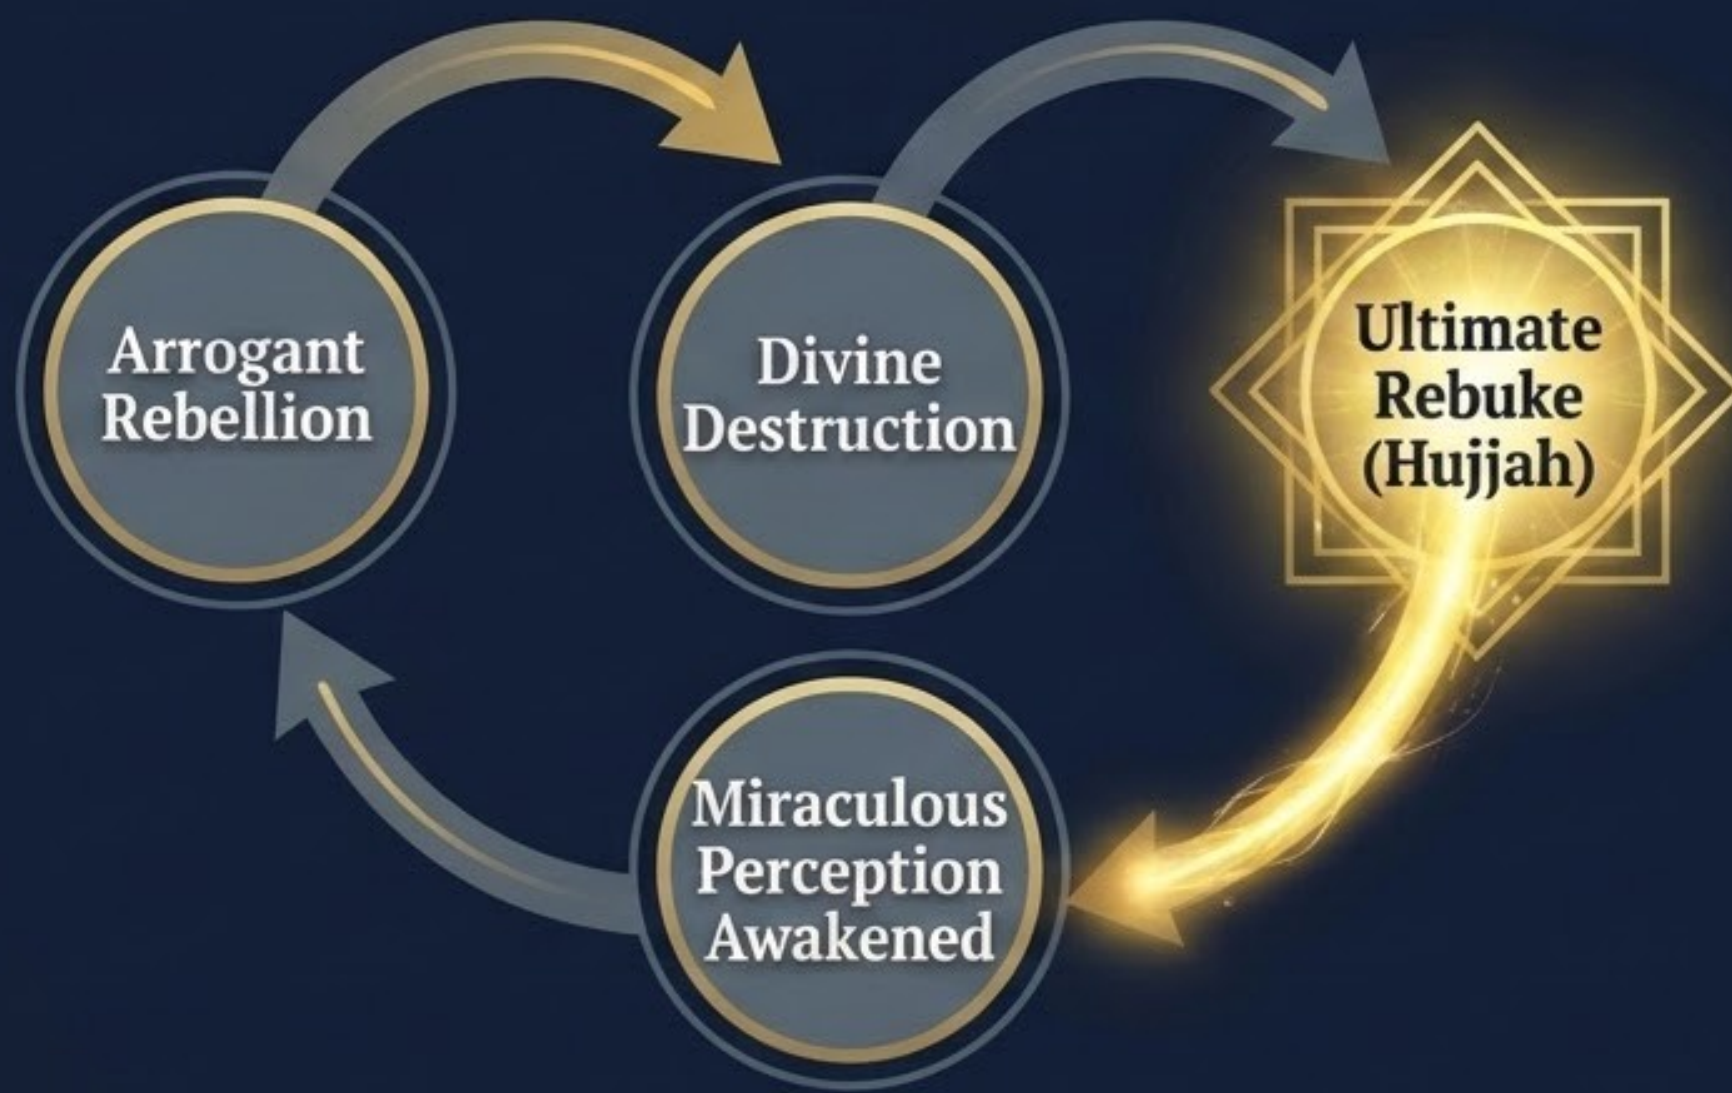 Arrogant
Rebellion
Divine
Destruction
Ultimate
Rebuke
(Hujjah)
Miraculous
Perception
Awakened